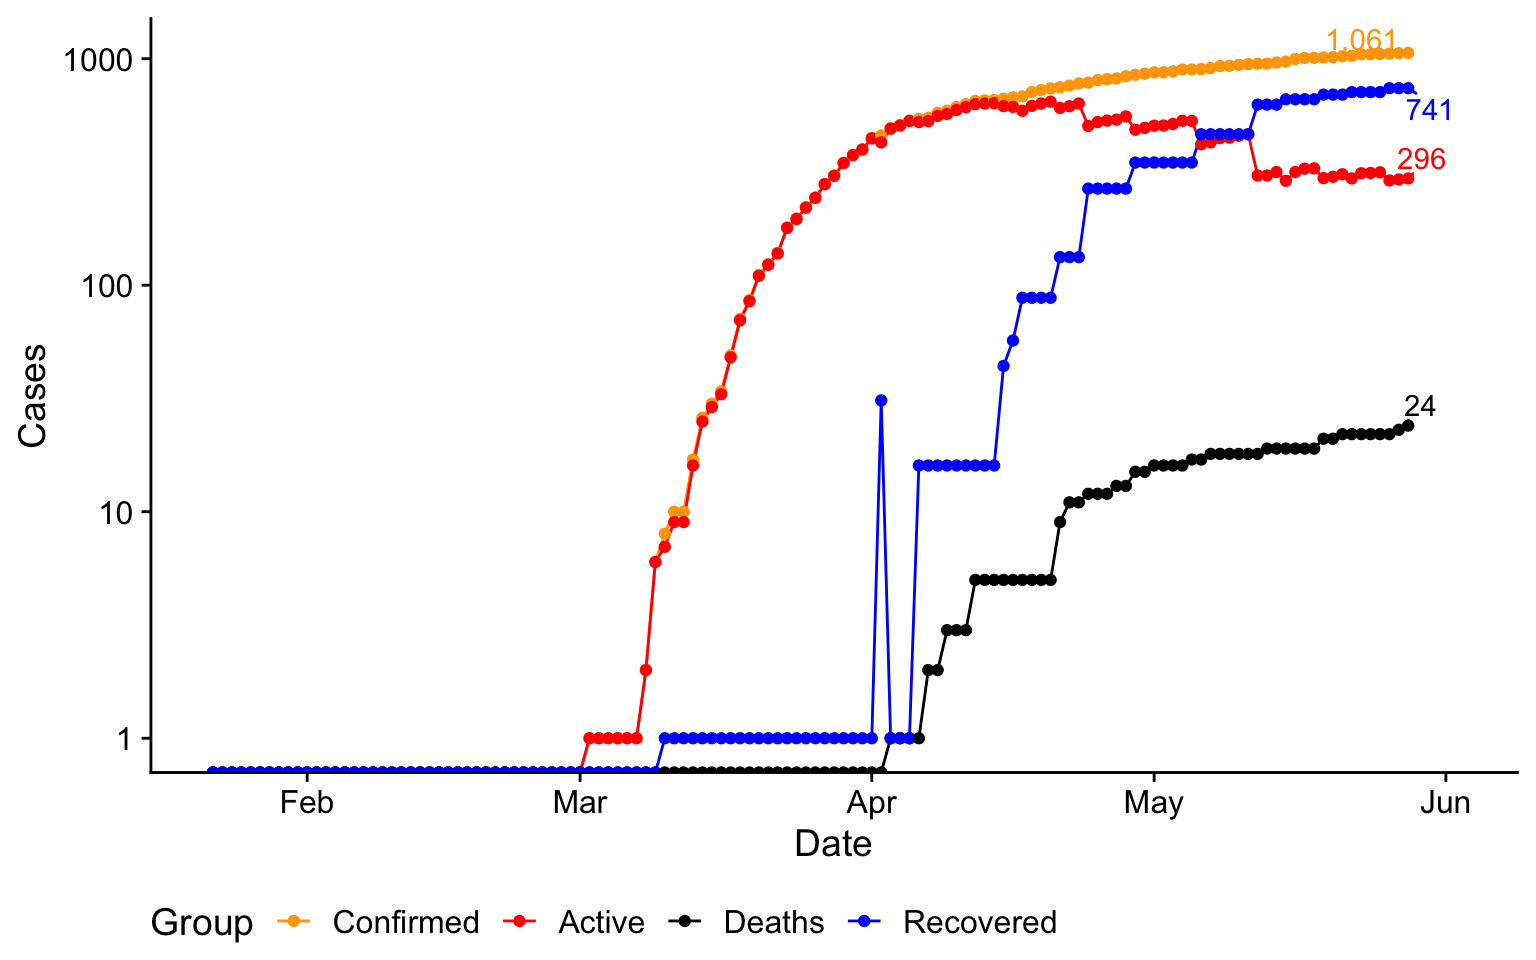 1,061
1000
741
296
100
Cases
24
10
1
Feb Mar Apr May Jun
Date
Group Confirmed Active Deaths Recovered